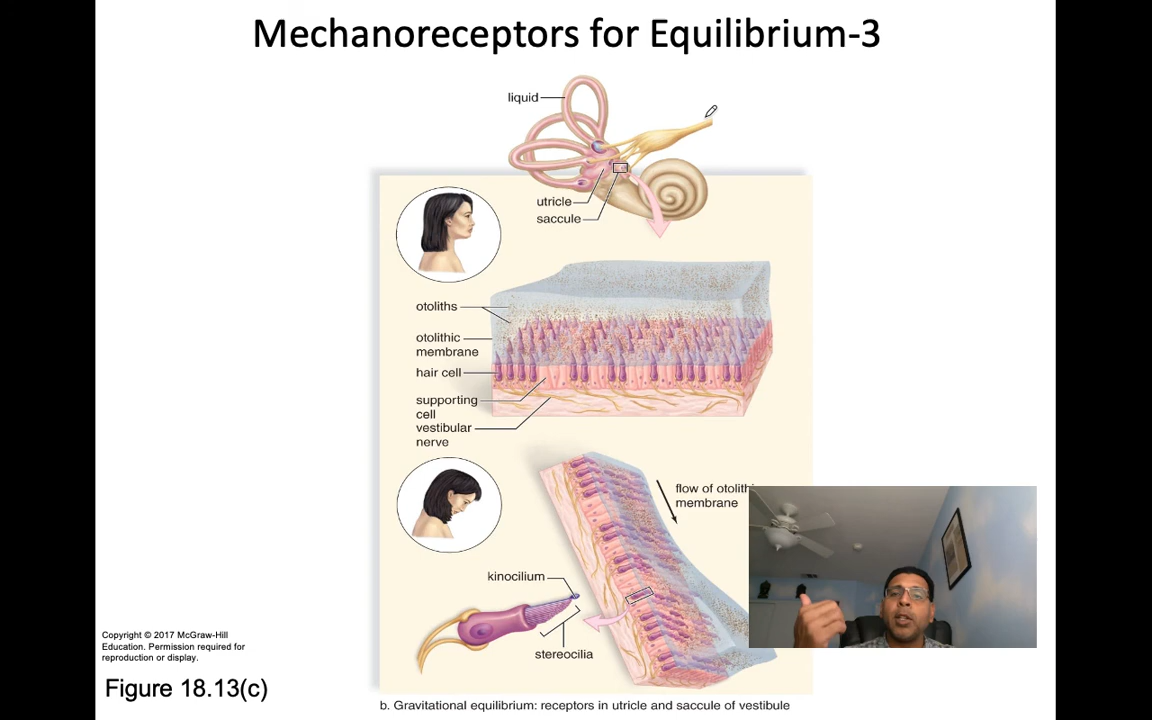 Mechanoreceptors for Equilibrium-3
liquid
utricle
saccule
otoliths
otolithic
membrane
hair cell
supporting
cell
vestibular
nerve
flow of
membrane
kinocilium
stereocilia
Copyright © 2017 McGraw-Hill
Education. Permission required for
reproduction or display.
Figure 18.13(c)
b. Gravitational equilibrium: receptors in utricle and saccule of vestibule